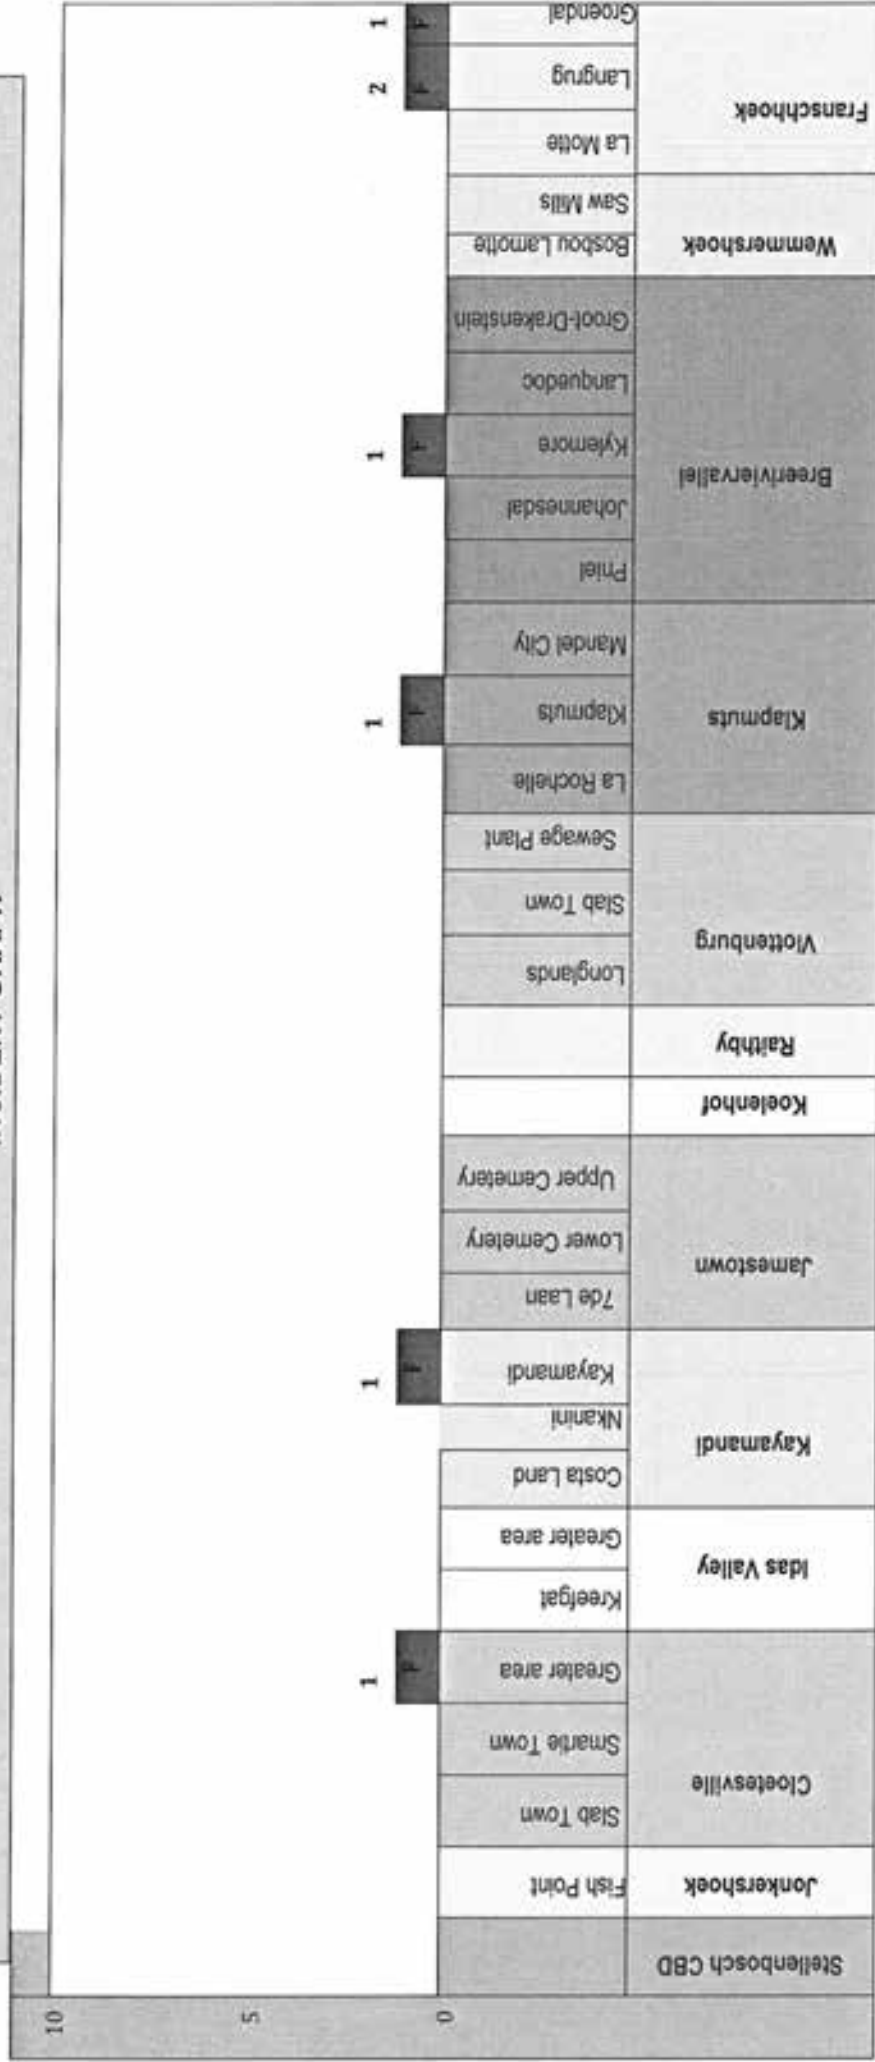 10
5
0
1
1
1
1
2
1
F
F
F
F
F
Stellenbosch CBD
Fish Point
Jonkershoek
Slab Town
Smartie Town
Greater area
Cloetesville
Kreefgat
Greater area
Idas Valley
Costa Land
Nkanini
Kayamandi
Kayamandi
7de Laan
Lower Cemetery
Upper Cemetery
Jamestown
Koelenhof
Raithby
Longlands
Slab Town
Sewage Plant
Vlottenburg
La Rochelle
Klapmuts
Mandel City
Klapmuts
Phiel
Johannesdal
Kylemore
Lanquedoc
Groot-Drakenstein
Breeriviervallei
Bosbou Lamotte
Saw Mills
Wemmershoek
La Motte
Langrug
Groendal
Franschhoek